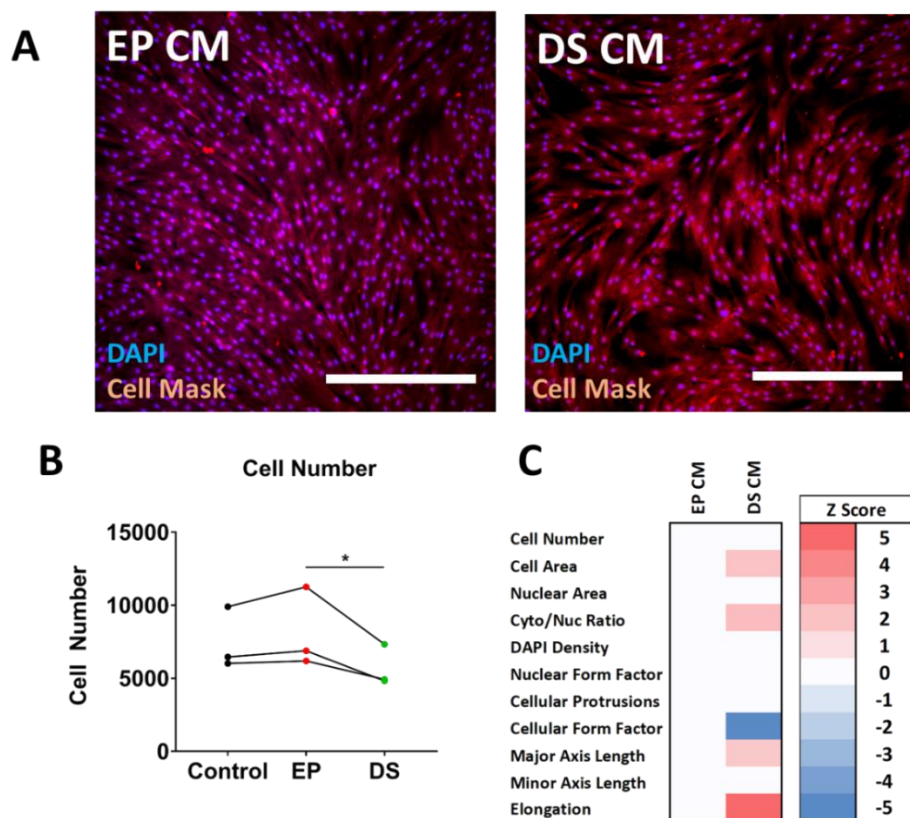 A
EP CM
DAPI
Cell Mask
DS CM
DAPI
Cell Mask
B
Cell Number
Cell Number
15000
10000
5000
0
*
Control EP DS
C
EP CM
DS CM
Z Score
Cell Number
Cell Area
Nuclear Area
Cyto/Nuc Ratio
DAPI Density
Nuclear Form Factor
Cellular Protrusions
Cellular Form Factor
Major Axis Length
Minor Axis Length
Elongation
5
4
3
2
1
0
-1
-2
-3
-4
-5